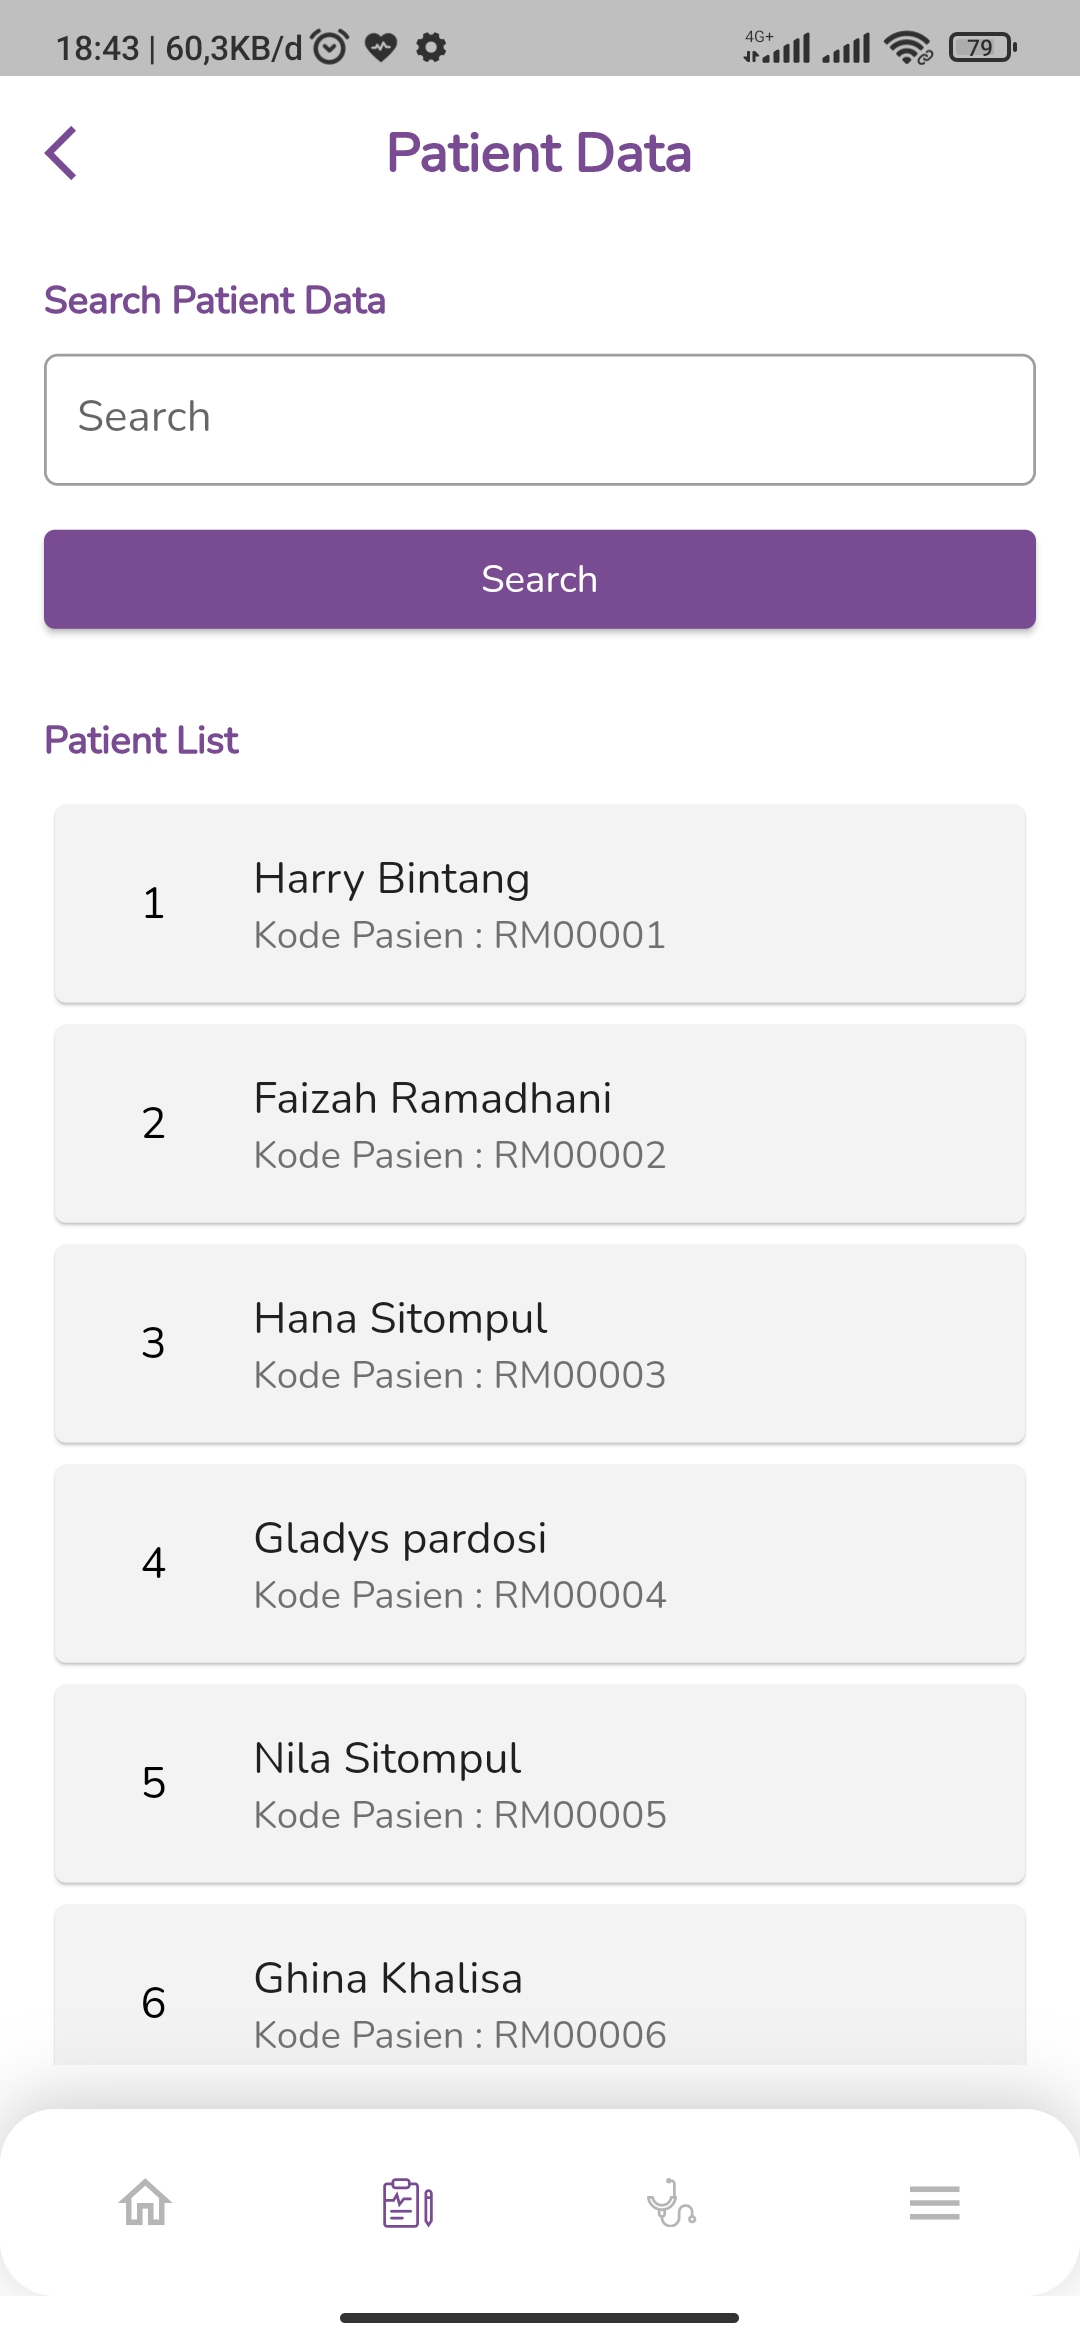 18:43 | 60,3KB/d
4G+
79
Patient Data
Search Patient Data
Search
Search
Patient List
1
Harry Bintang
Kode Pasien : RM00001
2
Faizah Ramadhani
Kode Pasien : RM00002
3
Hana Sitompul
Kode Pasien : RM00003
4
Gladys pardosi
Kode Pasien : RM00004
5
Nila Sitompul
Kode Pasien : RM00005
6
Ghina Khalisa
Kode Pasien : RM00006